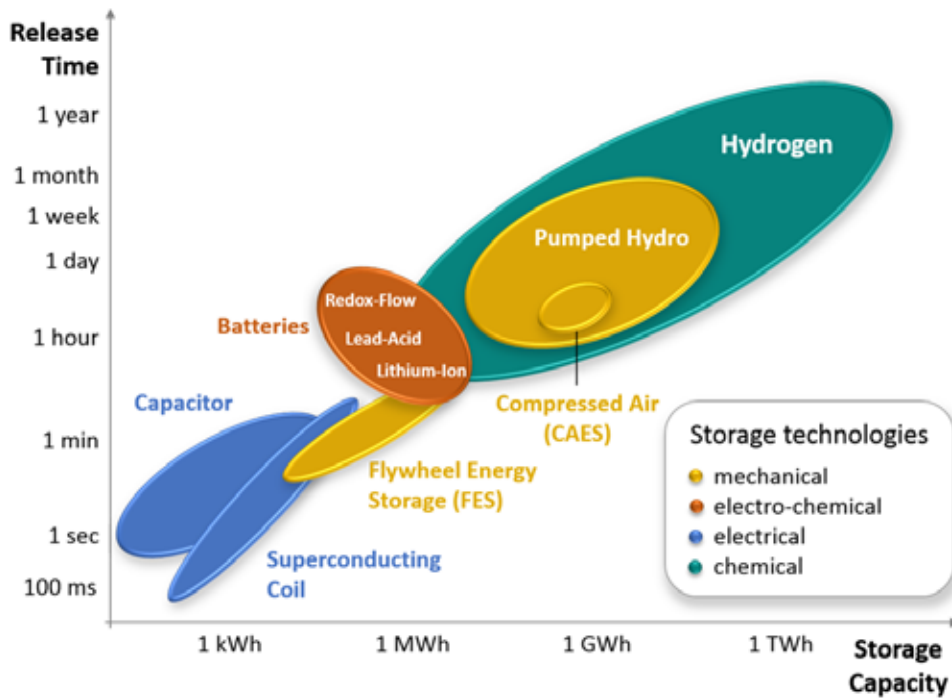 Release
Time
1 year
1 month
1 week
1 day
1 hour
1 min
1 sec
100 ms
Hydrogen
Pumped Hydro
Redox-Flow
Lead-Acid
Lithium-Ion
Batteries
Compressed Air
(CAES)
Capacitor
Flywheel Energy
Storage (FES)
Superconducting
Coil
Storage technologies
mechanical
electro-chemical
electrical
chemical
1 kWh
1 MWh
1 GWh
1 TWh
Storage
Capacity